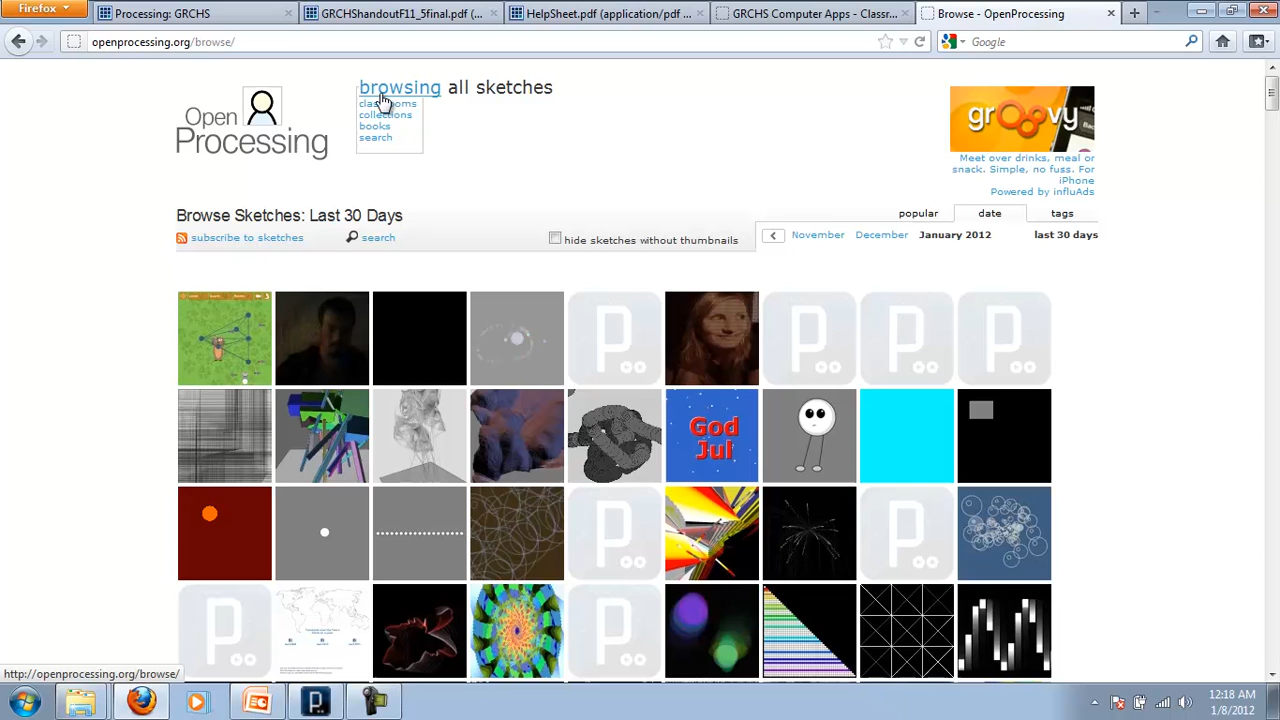 Firefox
Processing: GRCHS
GRCHShandoutF11_5final.pdf (...
HelpSheet.pdf (application/pdf ...
GRCHS Computer Apps - Classr...
Browse - OpenProcessing
openprocessing.org/browse/
Google
browsing all sketches
classrooms
collections
books
search
Open
Processing
groovy
Meet over drinks, meal or
snack. Simple, no fuss. For
iPhone
Powered by influAds
Browse Sketches: Last 30 Days
popular
date
tags
subscribe to sketches
search
hide sketches without thumbnails
November
December
January 2012
last 30 days
God
Jul
http://openprocessing.org/browse/
12:18 AM
1/8/2012